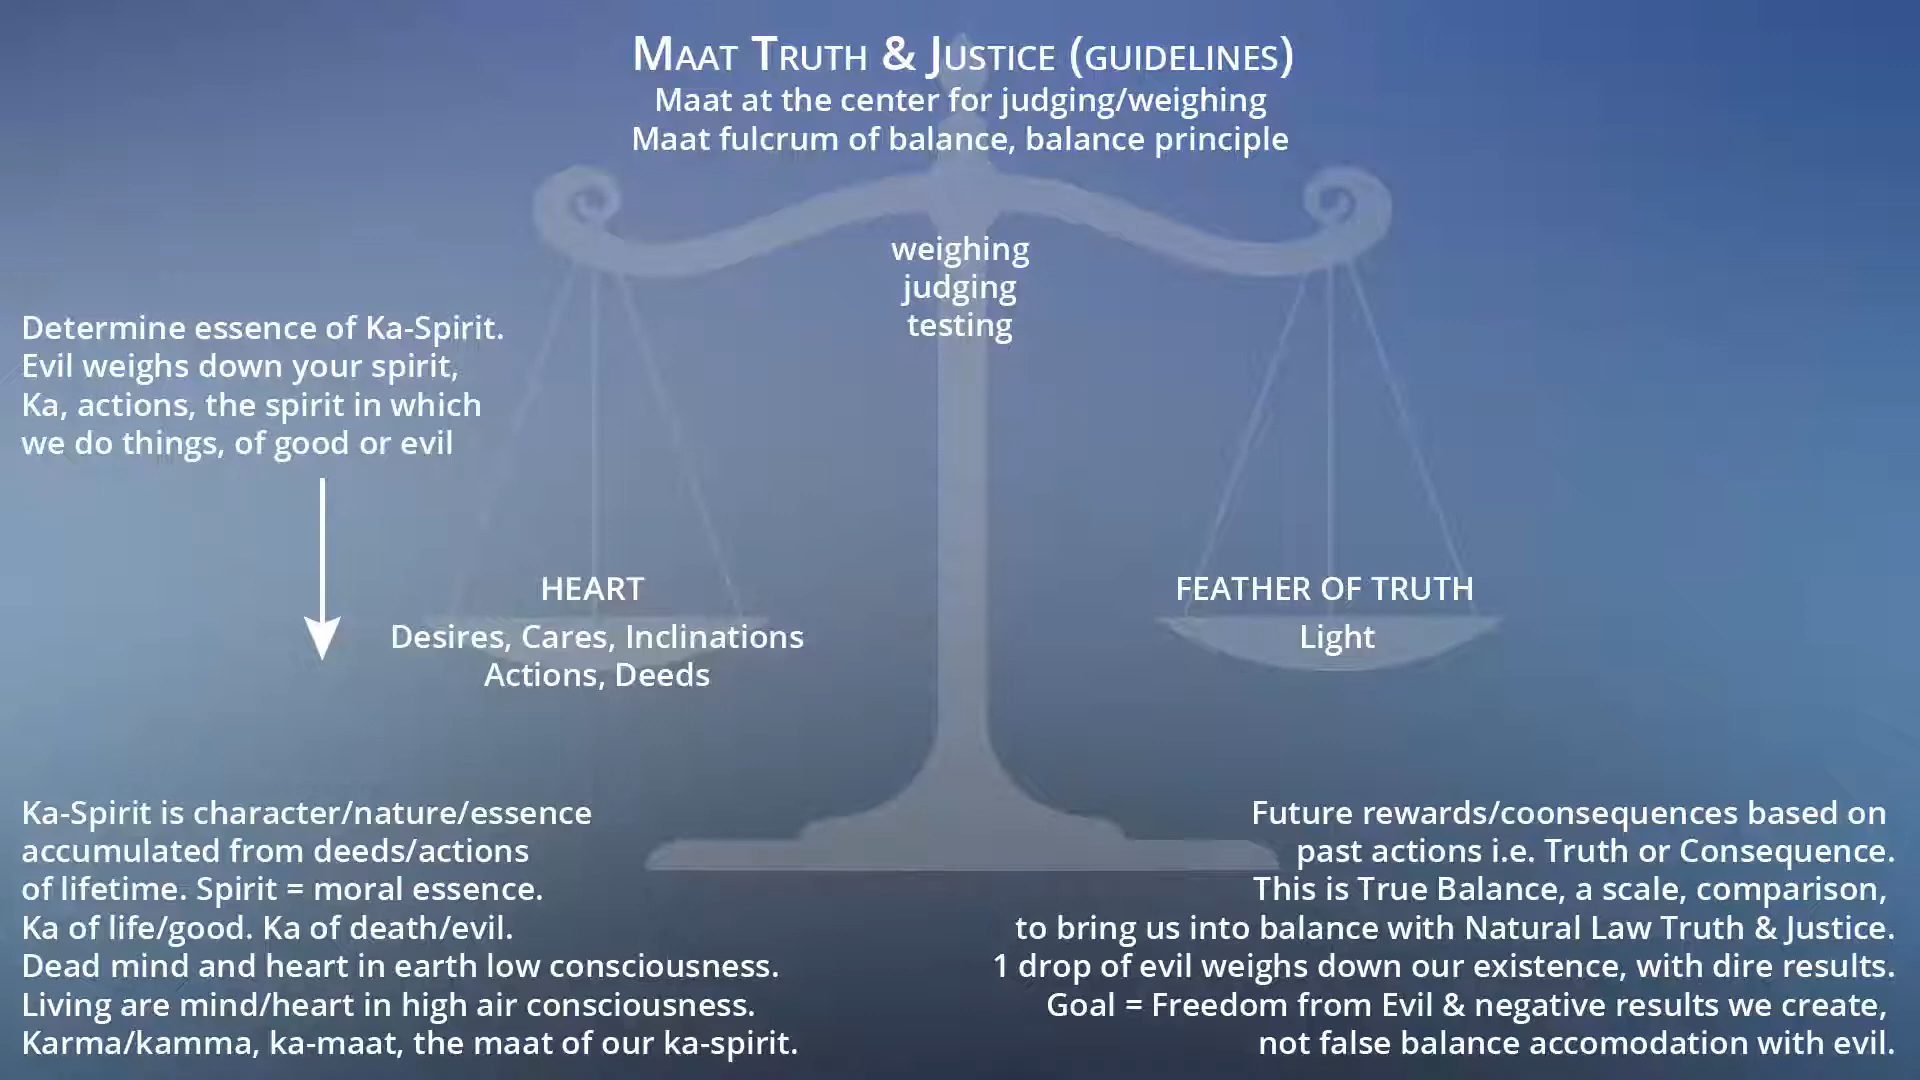 Maat Truth & Justice (guidelines)
Maat at the center for judging/weighing
Maat fulcrum of balance, balance principle
weighing
judging
testing
Determine essence of Ka-Spirit.
Evil weighs down your spirit,
Ka, actions, the spirit in which
we do things, of good or evil
HEART
Desires, Cares, Inclinations
Actions, Deeds
FEATHER OF TRUTH
Light
Ka-Spirit is character/nature/essence
accumulated from deeds/actions
of lifetime. Spirit = moral essence.
Ka of life/good. Ka of death/evil.
Dead mind and heart in earth low consciousness.
Living are mind/heart in high air consciousness.
Karma/kamma, ka-maat, the maat of our ka-spirit.
Future rewards/coonsequences based on
past actions i.e. Truth or Consequence.
This is True Balance, a scale, comparison,
to bring us into balance with Natural Law Truth & Justice.
1 drop of evil weighs down our existence, with dire results.
Goal = Freedom from Evil & negative results we create,
not false balance accomodation with evil.